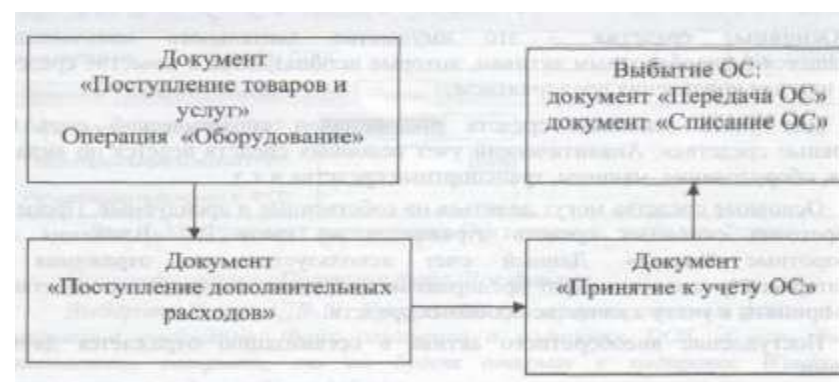 Документ
«Поступление товаров и
услуг»
Операция «Оборудование»
Выбытие ОС:
документ «Передача ОС»
документ «Списание ОС»
Документ
«Поступление дополнительных
расходов»
Документ
«Принятие к учету ОС»